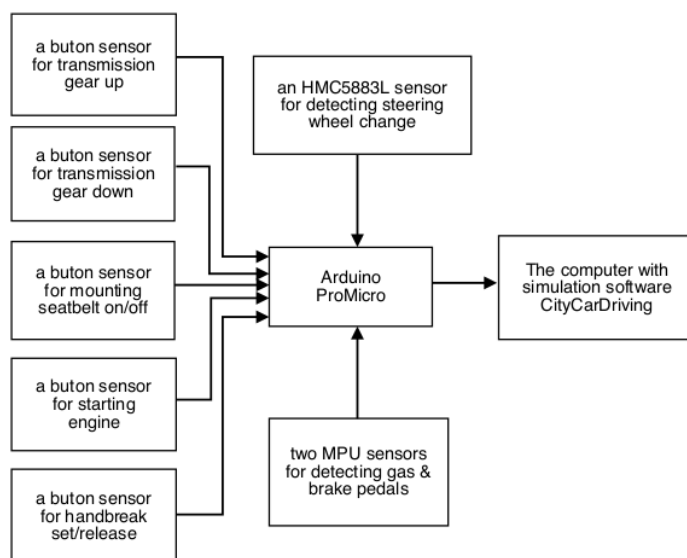 a buton sensor
for transmission
gear up
an HMC5883L sensor
for detecting steering
wheel change
a buton sensor
for transmission
gear down
a buton sensor
for mounting
seatbelt on/off
Arduino
ProMicro
The computer with
simulation software
CityCarDriving
a buton sensor
for starting
engine
two MPU sensors
for detecting gas &
brake pedals
a buton sensor
for handbreak
set/release